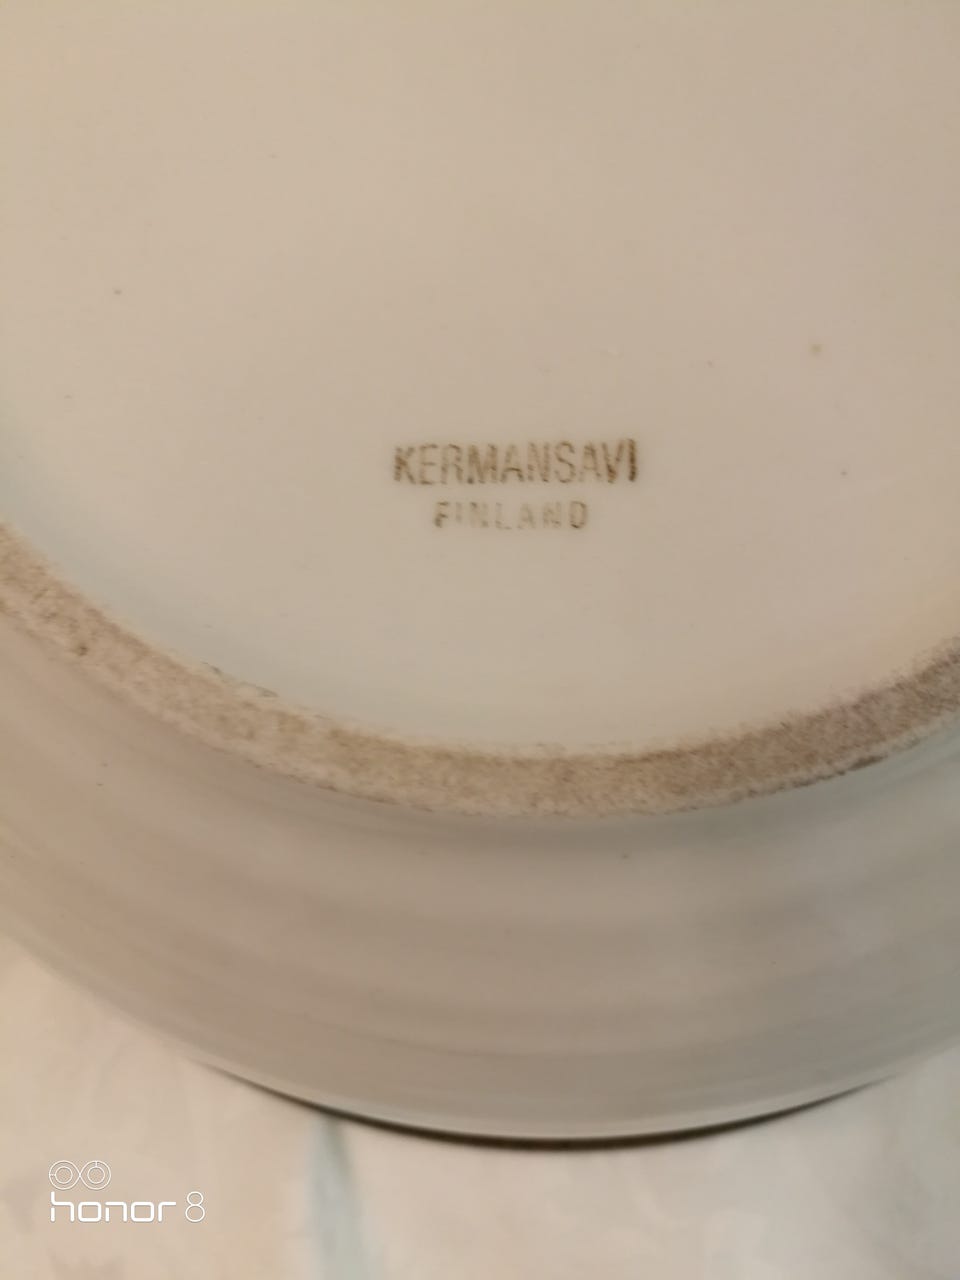 KERMANSAVI
FINLAND
honor 8